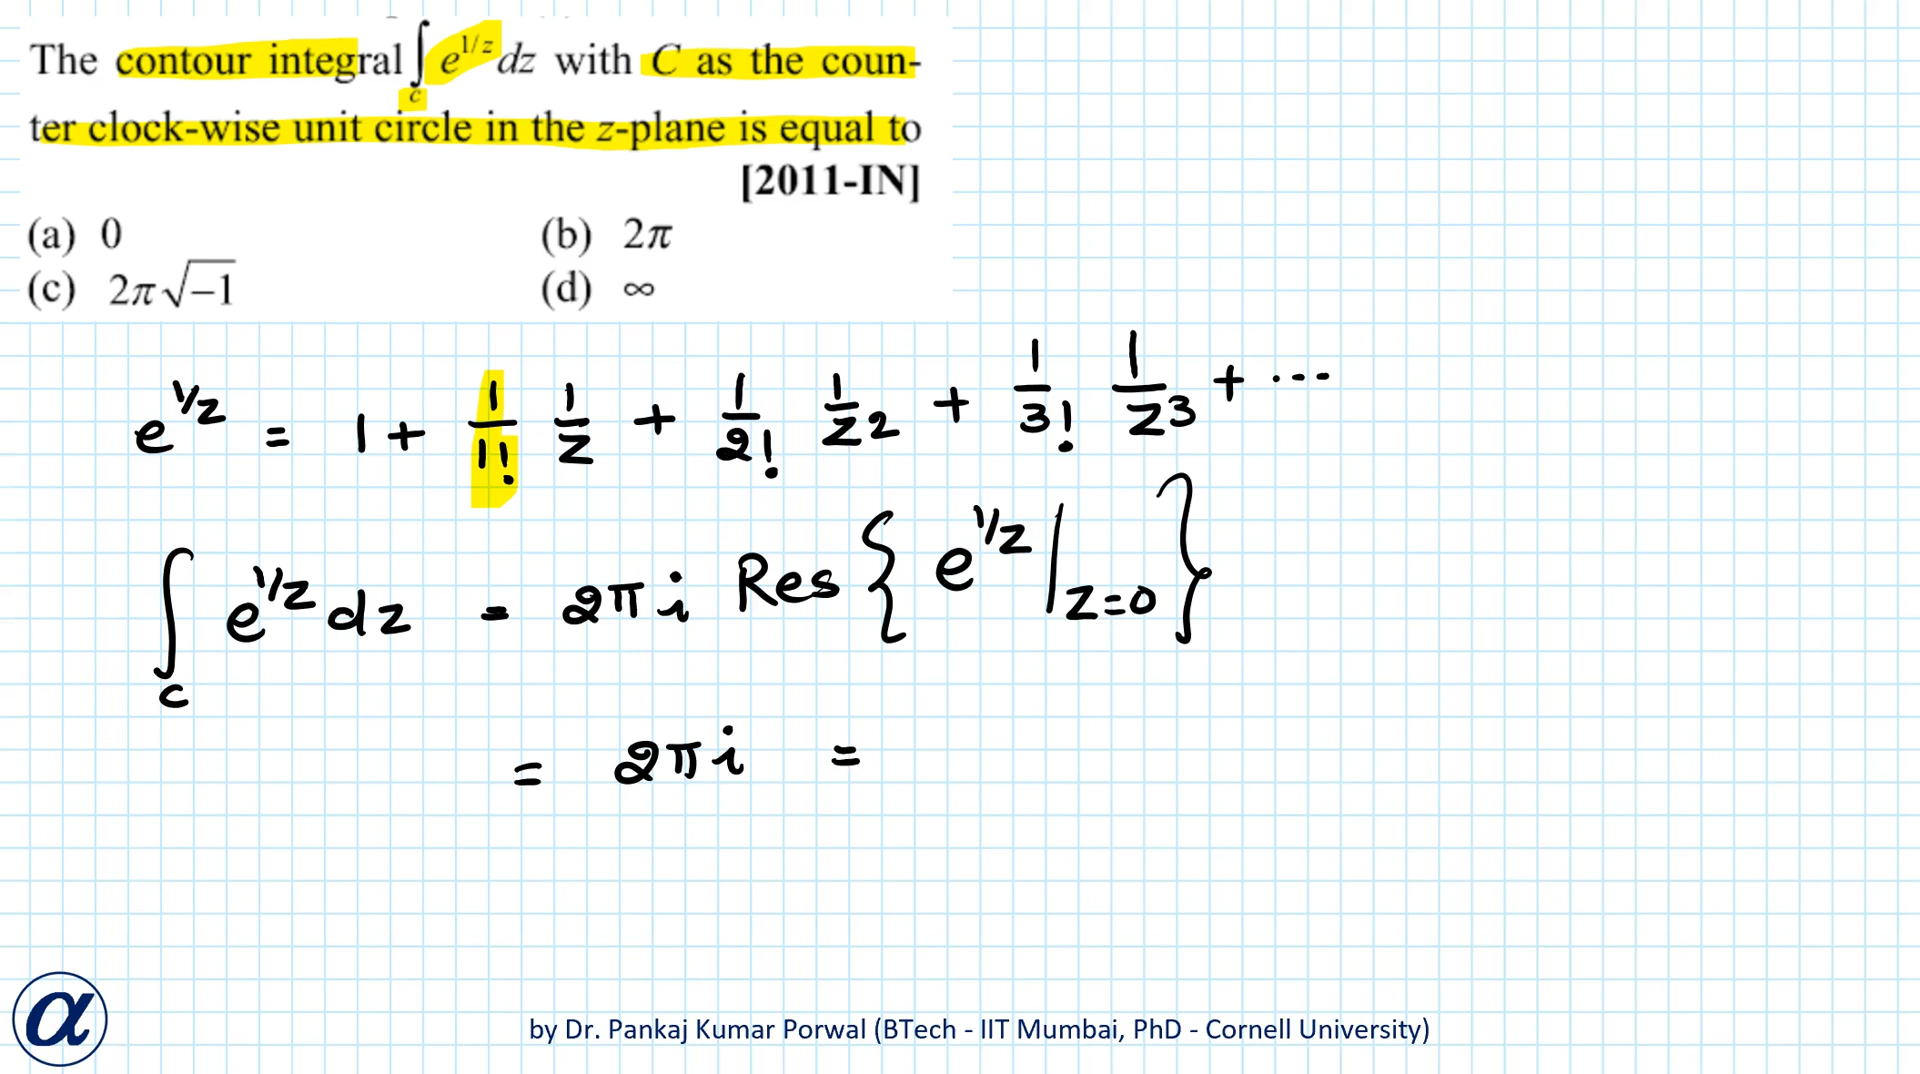 The contour integral ∫_c e^{1/z} dz with C as the coun-
ter clock-wise unit circle in the z-plane is equal to
[2011-IN]
(a) 0 (b) 2π
(c) 2π√−1 (d) ∞
e^{1/z} = 1 + 1/1! 1/z + 1/2! 1/z2 + 1/3! 1/z3 + ...
∫_c e^{1/z} dz = 2πi Res { e^{1/z} |_{z=0} }
= 2πi =
α
by Dr. Pankaj Kumar Porwal (BTech - IIT Mumbai, PhD - Cornell University)